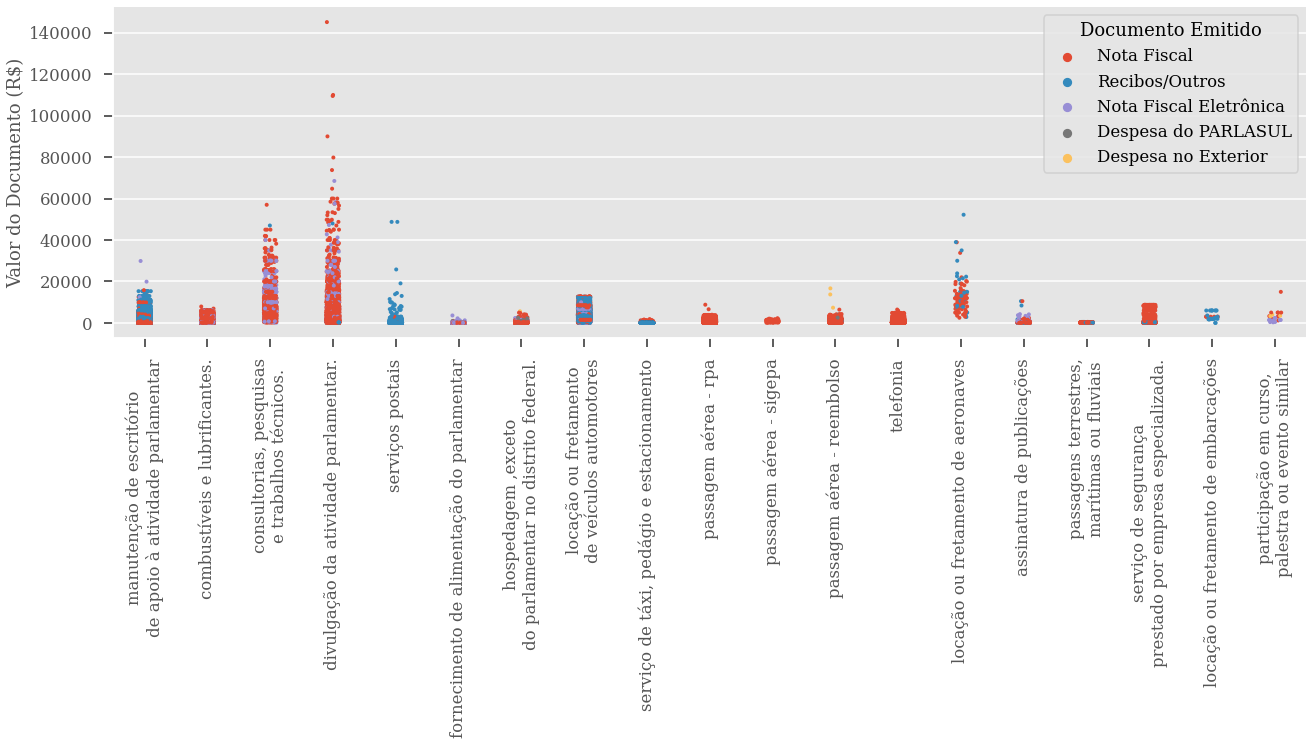 Valor do Documento (R$)
140000
120000
100000
80000
60000
40000
20000
0
Documento Emitido
Nota Fiscal
Recibos/Outros
Nota Fiscal Eletrônica
Despesa do PARLASUL
Despesa no Exterior
manutenção de escritório
de apoio à atividade parlamentar
combustíveis e lubrificantes.
consultorias, pesquisas
e trabalhos técnicos.
divulgação da atividade parlamentar.
serviços postais
fornecimento de alimentação do parlamentar
hospedagem ,exceto
do parlamentar no distrito federal.
locação ou fretamento
de veículos automotores
serviço de táxi, pedágio e estacionamento
passagem aérea - rpa
passagem aérea - sigepa
passagem aérea - reembolso
telefonia
locação ou fretamento de aeronaves
assinatura de publicações
passagens terrestres,
marítimas ou fluviais
serviço de segurança
prestado por empresa especializada.
locação ou fretamento de embarcações
participação em curso,
palestra ou evento similar